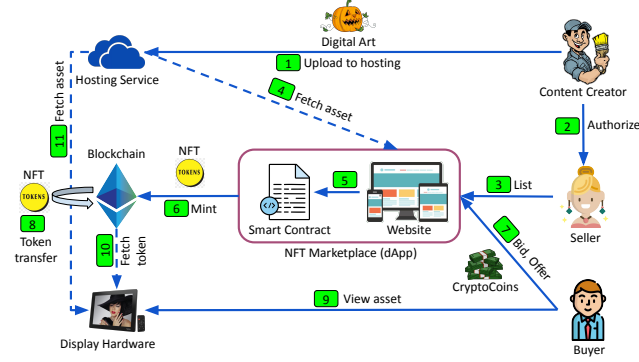 Digital Art
1 Upload to hosting
Hosting Service
Content Creator
4 Fetch asset
2 Authorize
11 Fetch asset
Blockchain
NFT
TOKENS
NFT
TOKENS
8
Token
transfer
6 Mint
5
Smart Contract
Website
NFT Marketplace (dApp)
3 List
Seller
7 Bid, Offer
CryptoCoins
10 Fetch
token
9 View asset
Display Hardware
Buyer